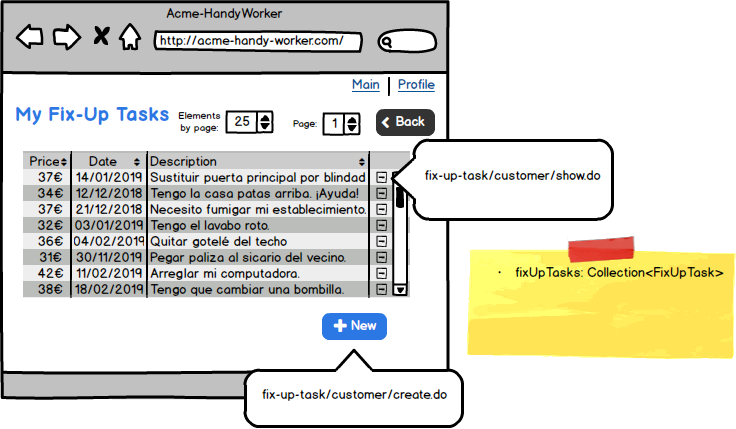 Acme-HandyWorker
http://acme-handy-worker.com/
Main Profile
My Fix-Up Tasks Elements by page: 25 Page: 1 Back
Price Date Description
37€ 14/01/2019 Sustituir puerta principal por blindad
34€ 12/12/2018 Tengo la casa patas arriba. ¡Ayuda!
37€ 21/12/2018 Necesito fumigar mi establecimiento.
32€ 03/01/2019 Tengo el lavabo roto.
36€ 04/02/2019 Quitar gotelé del techo
31€ 30/11/2019 Pegar paliza al sicario del vecino.
42€ 11/02/2019 Arreglar mi computadora.
38€ 18/02/2019 Tengo que cambiar una bombilla.
New
fix-up-task/customer/show.do
fix-up-task/customer/create.do
• fixUpTasks: Collection<FixUpTask>